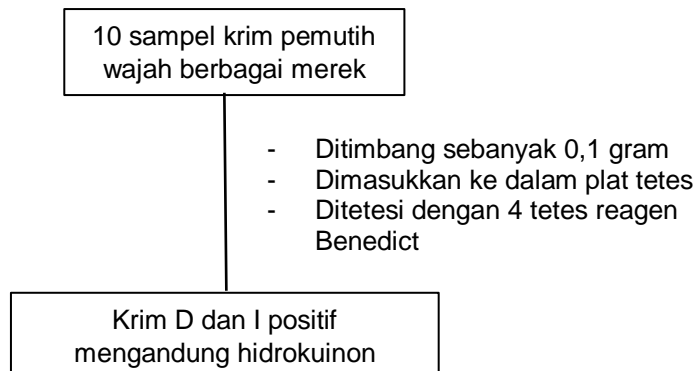 10 sampel krim pemutih
wajah berbagai merek
- Ditimbang sebanyak 0,1 gram
- Dimasukkan ke dalam plat tetes
- Ditetesi dengan 4 tetes reagen
Benedict
Krim D dan I positif
mengandung hidrokuinon